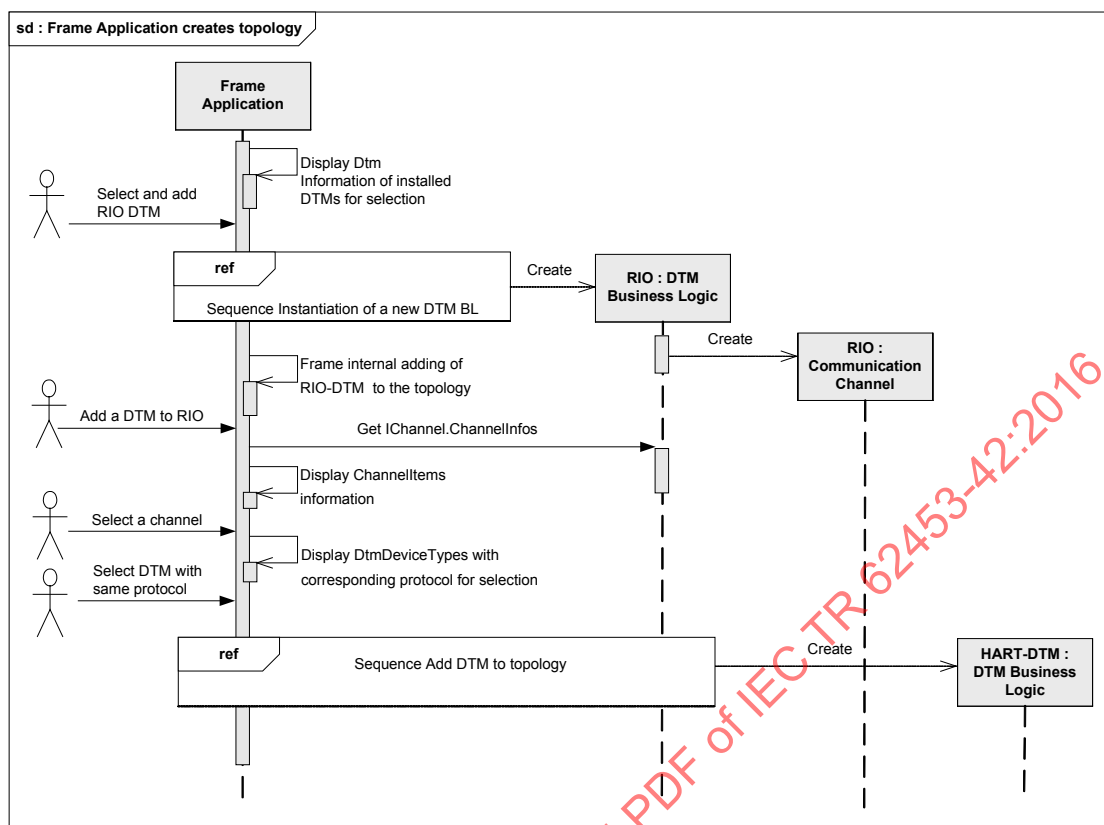 sd : Frame Application creates topology
Frame
Application
Display Dtm
Information of installed
DTMs for selection
Select and add
RIO DTM
ref
Sequence Instantiation of a new DTM BL
Create
RIO : DTM
Business Logic
Create
RIO :
Communication
Channel
Frame internal adding of
RIO-DTM to the topology
Add a DTM to RIO
Get IChannel.ChannelInfos
Display ChannelItems
information
Select a channel
Display DtmDeviceTypes with
corresponding protocol for selection
Select DTM with
same protocol
ref
Sequence Add DTM to topology
Create
HART-DTM :
DTM Business
Logic
PDF of IEC TR 62453-42:2016